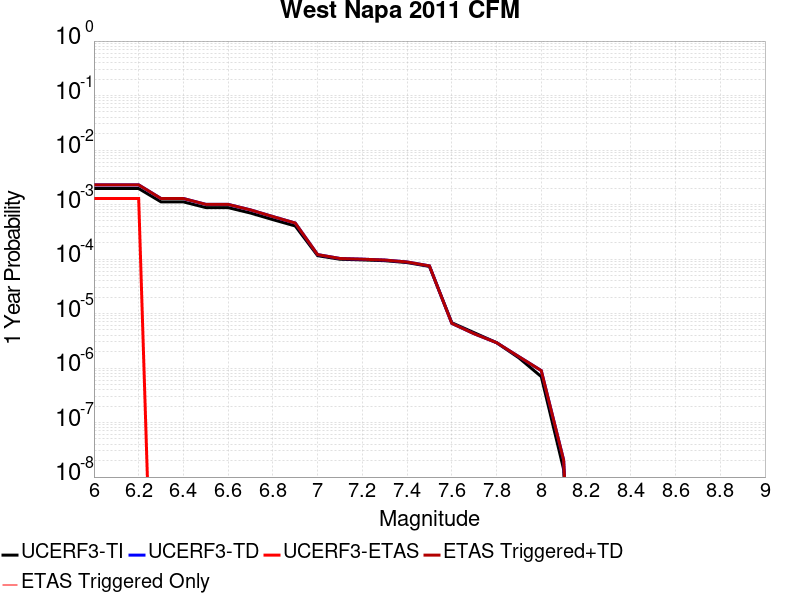 West Napa 2011 CFM
10^0
10^-1
10^-2
10^-3
10^-4
10^-5
10^-6
10^-7
10^-8
1 Year Probability
6 6.2 6.4 6.6 6.8 7 7.2 7.4 7.6 7.8 8 8.2 8.4 8.6 8.8 9
Magnitude
UCERF3-TI UCERF3-TD UCERF3-ETAS ETAS Triggered+TD
ETAS Triggered Only